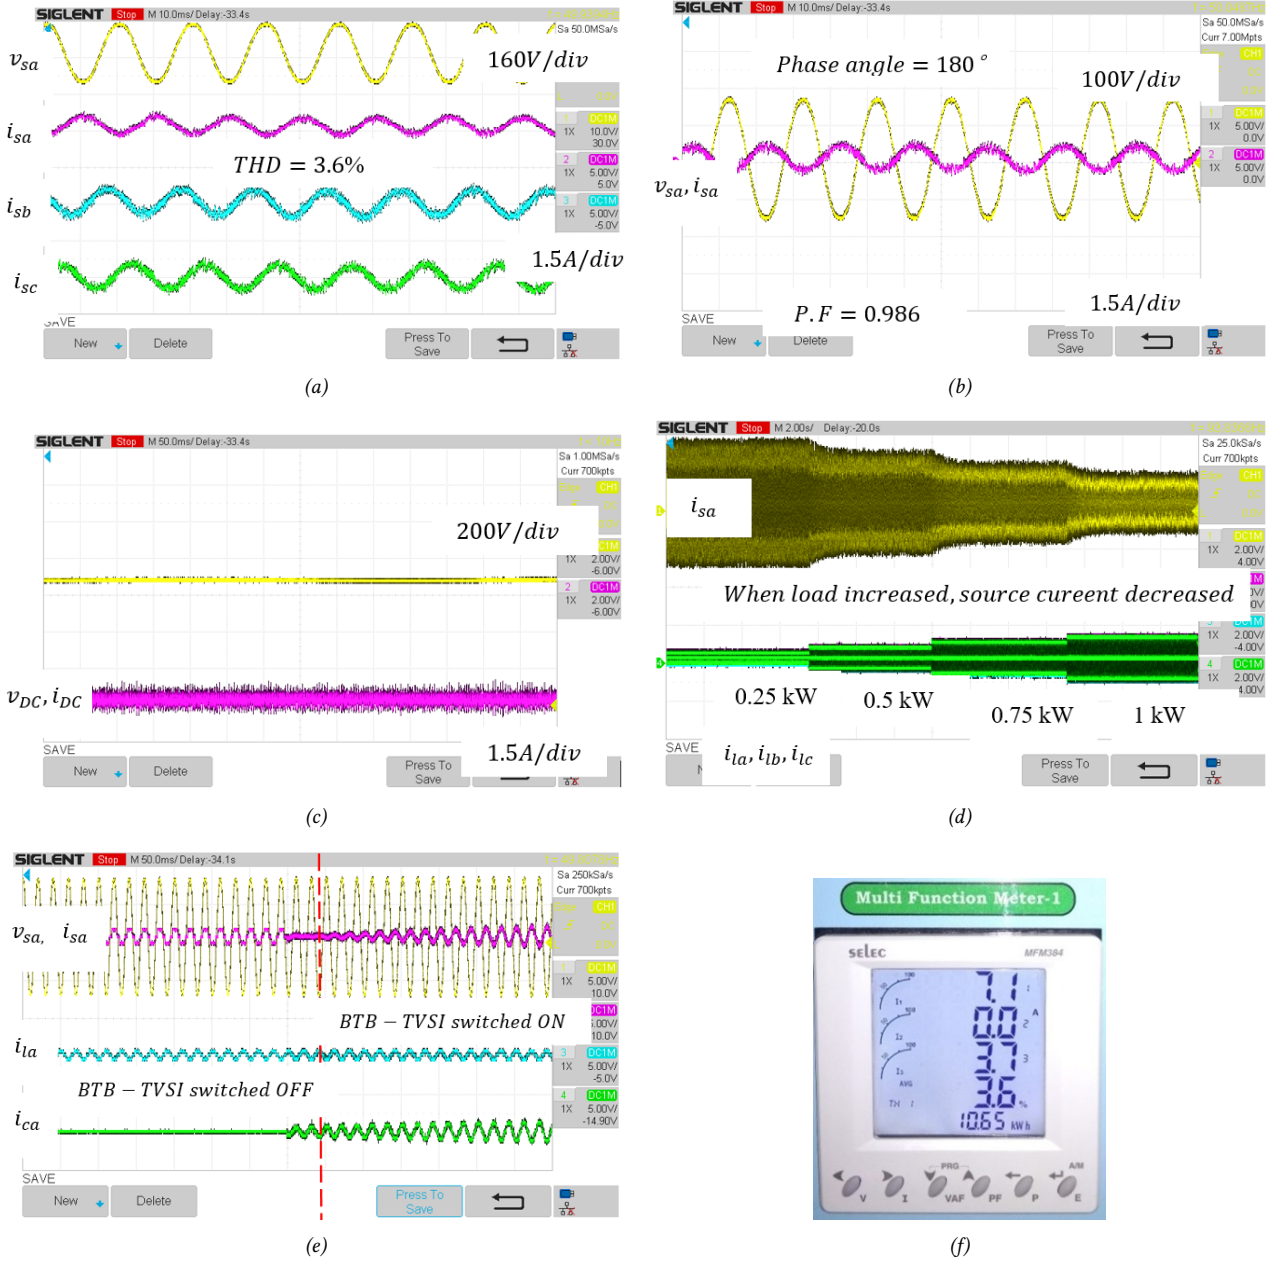 SIGLENT Stop M 10.0ms/ Delay:-33.4s
Sa 50.0MSa/s
v_sa
160V/div
i_sa
1 DC1M
1X 10.0V/
30.0V
2 DC1M
1X 5.00V/
5.0V
THD = 3.6%
i_sb
3 DC1M
1X 5.00V/
-5.0V
1.5A/div
i_sc
SAVE
New
Delete
Press To
Save
(a)
SIGLENT Stop M 10.0ms/ Delay:-33.4s
Sa 50.0MSa/s
Curr 7.00Mpts
CH1
Phase angle = 180°
100V/div
1 DC1M
1X 5.00V/
0.0V
2 DC1M
1X 5.00V/
0.0V
v_sa, i_sa
P.F = 0.986
1.5A/div
SAVE
New
Delete
Press To
Save
(b)
SIGLENT Stop M 50.0ms/ Delay:-33.4s
Sa 1.00MSa/s
Curr 700kpts
CH1
200V/div
1X 2.00V/
-6.00V
2 DC1M
1X 2.00V/
-6.00V
v_DC, i_DC
1.5A/div
SAVE
New
Delete
Press To
Save
(c)
SIGLENT Stop M 2.00s/ Delay:-20.0s
Sa 25.0kSa/s
Curr 700kpts
CH1
i_sa
1 DC1M
1X 2.00V/
4.00V
When load increased, source cureent decreased
1X 2.00V/
-4.00V
4 DC1M
1X 2.00V/
4.00V
0.25 kW
0.5 kW
0.75 kW
1 kW
SAVE
i_la, i_lb, i_lc
Press To
Save
(d)
SIGLENT Stop M 50.0ms/ Delay:-34.1s
Sa 250kSa/s
Curr 700kpts
CH1
v_sa, i_sa
DC1M
1X 5.00V/
10.0V
BTB − TVSI switched ON
i_la
3 DC1M
1X 5.00V/
-5.0V
BTB − TVSI switched OFF
i_ca
4 DC1M
1X 5.00V/
-14.90V
SAVE
New
Delete
Press To
Save
(e)
Multi Function Meter-1
SELEC
MFM384
7.1
0.0
A
3.7
AVG
3.6 %
10.65 kWh
PRG
A/M
V I VAF PF P E
(f)